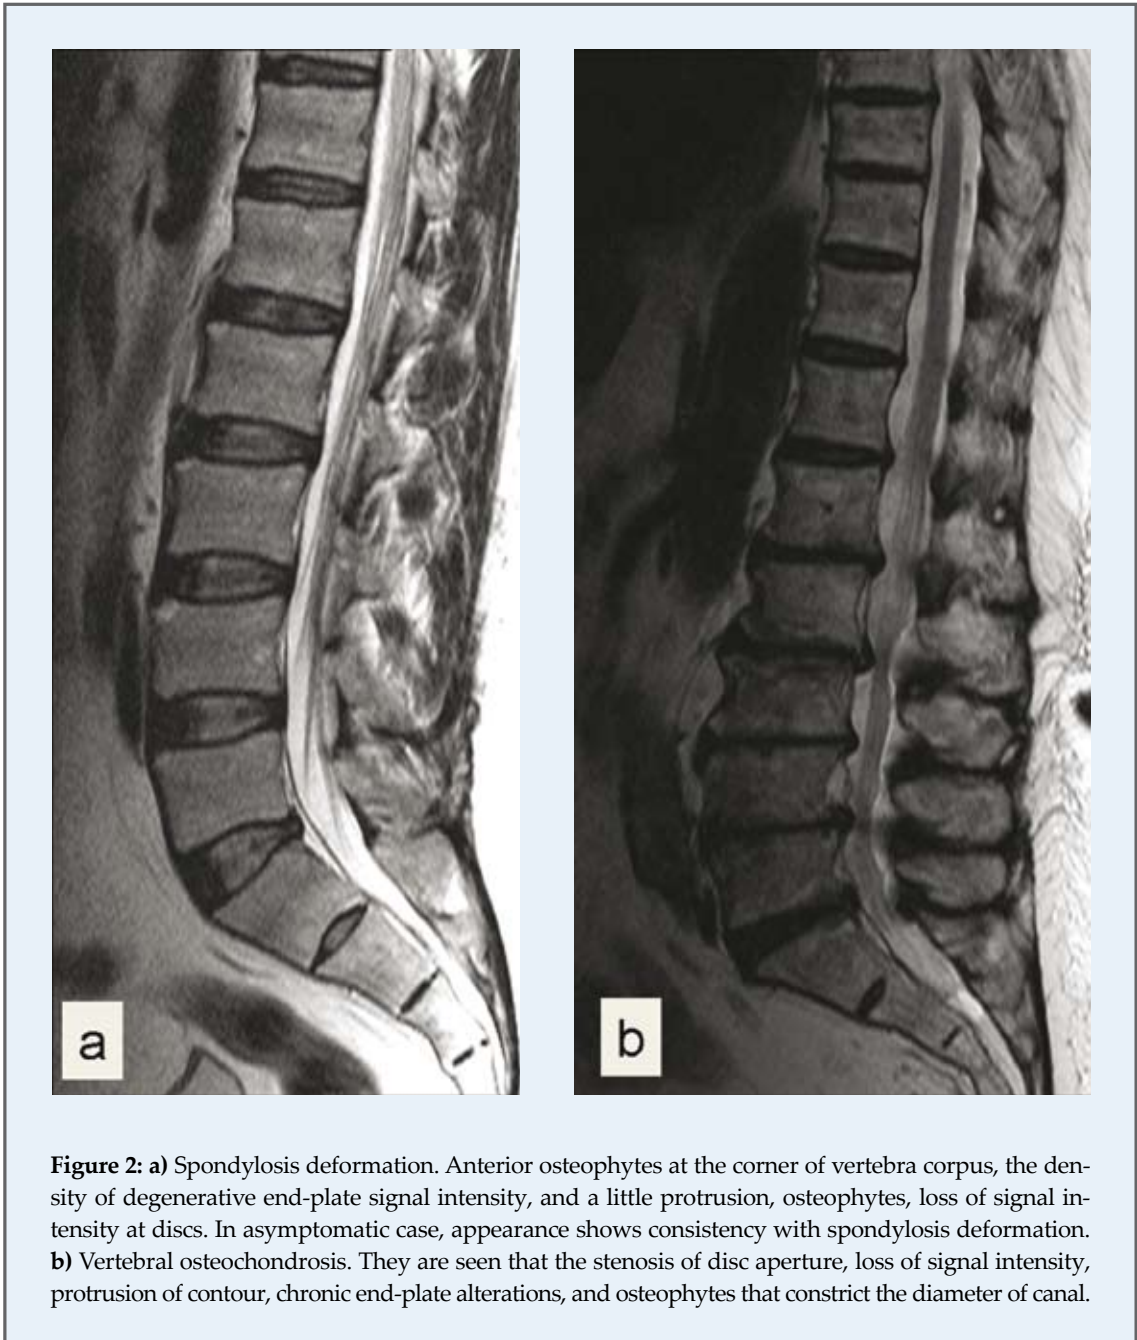 a
b
Figure 2: a) Spondylosis deformation. Anterior osteophytes at the corner of vertebra corpus, the den-
sity of degenerative end-plate signal intensity, and a little protrusion, osteophytes, loss of signal in-
tensity at discs. In asymptomatic case, appearance shows consistency with spondylosis deformation.
b) Vertebral osteochondrosis. They are seen that the stenosis of disc aperture, loss of signal intensity,
protrusion of contour, chronic end-plate alterations, and osteophytes that constrict the diameter of canal.